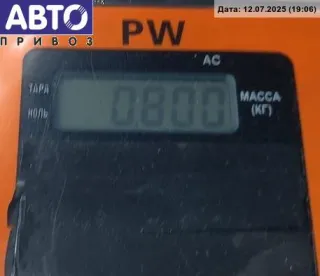 АВТО
ПРИВОЗ
Дата: 12.07.2025 (19:06)
PW
AC
ТАРА
НОЛЬ
0.800
МАССА
(КГ)